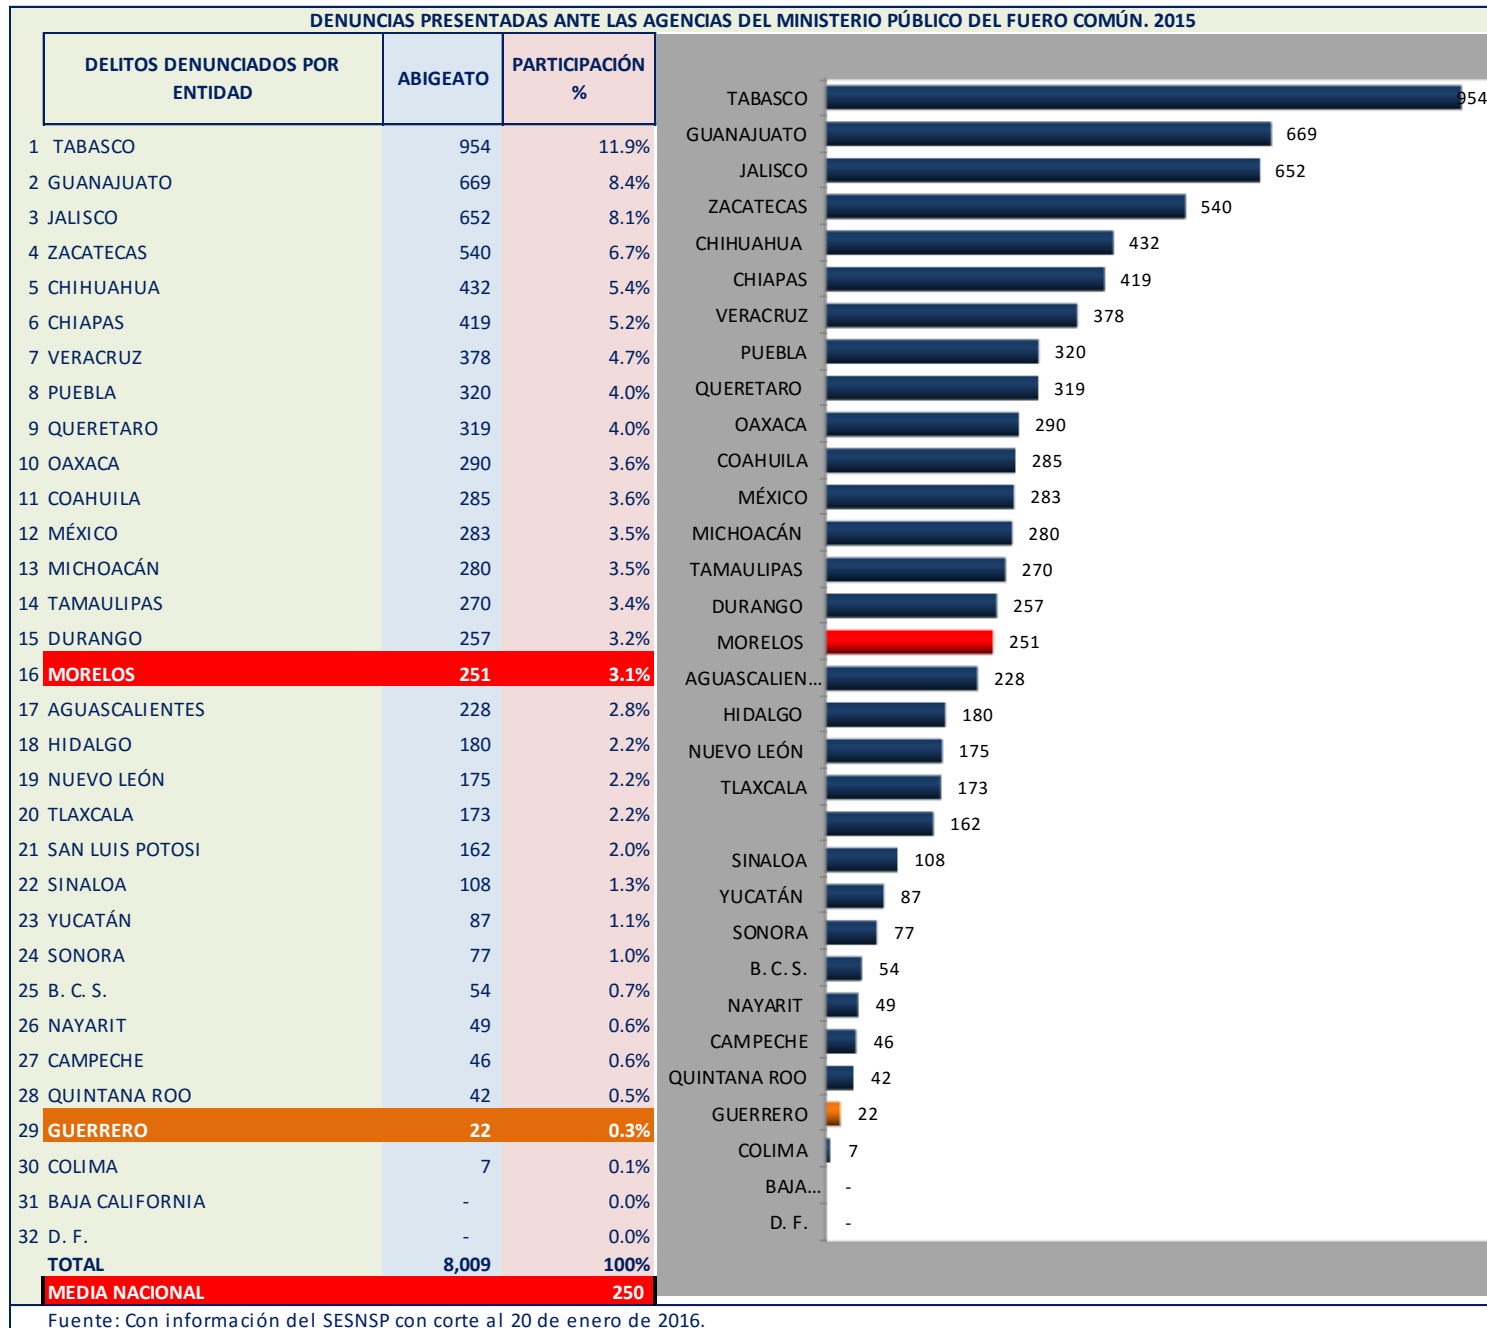 DENUNCIAS PRESENTADAS ANTE LAS AGENCIAS DEL MINISTERIO PÚBLICO DEL FUERO COMÚN. 2015
DELITOS DENUNCIADOS POR ENTIDAD ABIGEATO PARTICIPACIÓN %
1 TABASCO 954 11.9%
2 GUANAJUATO 669 8.4%
3 JALISCO 652 8.1%
4 ZACATECAS 540 6.7%
5 CHIHUAHUA 432 5.4%
6 CHIAPAS 419 5.2%
7 VERACRUZ 378 4.7%
8 PUEBLA 320 4.0%
9 QUERETARO 319 4.0%
10 OAXACA 290 3.6%
11 COAHUILA 285 3.6%
12 MÉXICO 283 3.5%
13 MICHOACÁN 280 3.5%
14 TAMAULIPAS 270 3.4%
15 DURANGO 257 3.2%
16 MORELOS 251 3.1%
17 AGUASCALIENTES 228 2.8%
18 HIDALGO 180 2.2%
19 NUEVO LEÓN 175 2.2%
20 TLAXCALA 173 2.2%
21 SAN LUIS POTOSI 162 2.0%
22 SINALOA 108 1.3%
23 YUCATÁN 87 1.1%
24 SONORA 77 1.0%
25 B. C. S. 54 0.7%
26 NAYARIT 49 0.6%
27 CAMPECHE 46 0.6%
28 QUINTANA ROO 42 0.5%
29 GUERRERO 22 0.3%
30 COLIMA 7 0.1%
31 BAJA CALIFORNIA - 0.0%
32 D. F. - 0.0%
TOTAL 8,009 100%
MEDIA NACIONAL 250
TABASCO 954
GUANAJUATO 669
JALISCO 652
ZACATECAS 540
CHIHUAHUA 432
CHIAPAS 419
VERACRUZ 378
PUEBLA 320
QUERETARO 319
OAXACA 290
COAHUILA 285
MÉXICO 283
MICHOACÁN 280
TAMAULIPAS 270
DURANGO 257
MORELOS 251
AGUASCALIEN... 228
HIDALGO 180
NUEVO LEÓN 175
TLAXCALA 173
162
SINALOA 108
YUCATÁN 87
SONORA 77
B. C. S. 54
NAYARIT 49
CAMPECHE 46
QUINTANA ROO 42
GUERRERO 22
COLIMA 7
BAJA... -
D. F. -
Fuente: Con información del SESNSP con corte al 20 de enero de 2016.